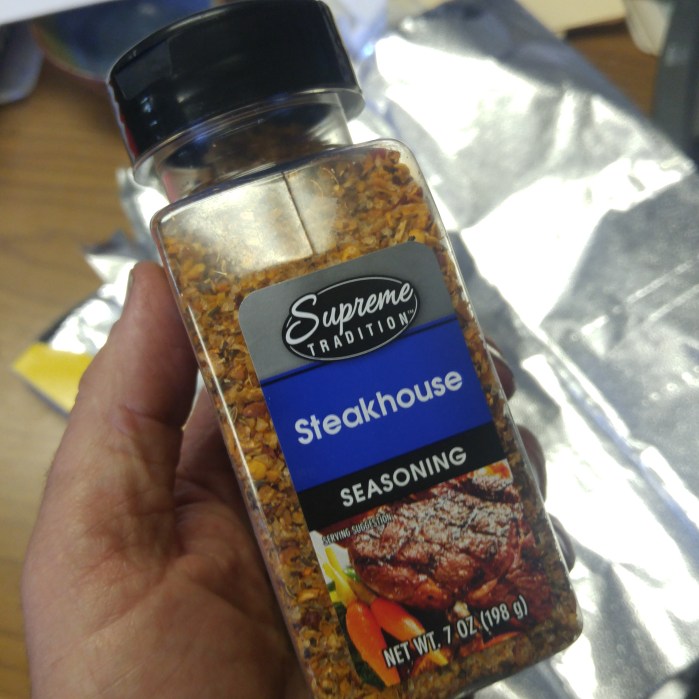 Supreme
TRADITION™
Steakhouse
SEASONING
SERVING SUGGESTION
NET WT. 7 OZ (198 g)